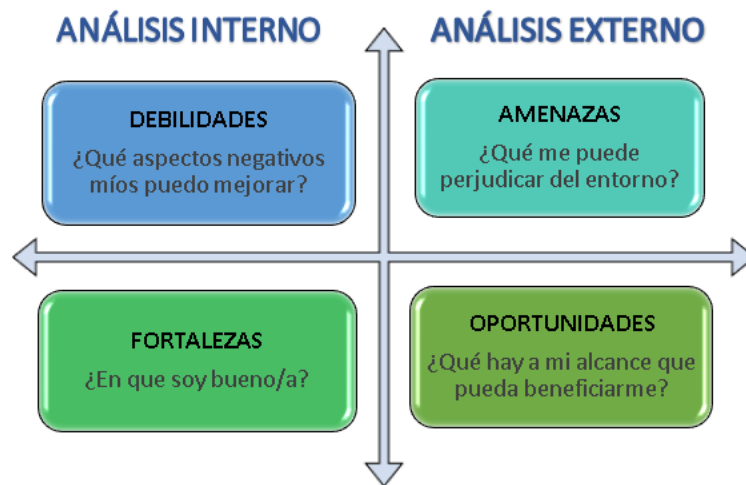 ANÁLISIS INTERNO
ANÁLISIS EXTERNO
DEBILIDADES
¿Qué aspectos negativos
míos puedo mejorar?
AMENAZAS
¿Qué me puede
perjudicar del entorno?
FORTALEZAS
¿En que soy bueno/a?
OPORTUNIDADES
¿Qué hay a mi alcance que
pueda beneficiarme?